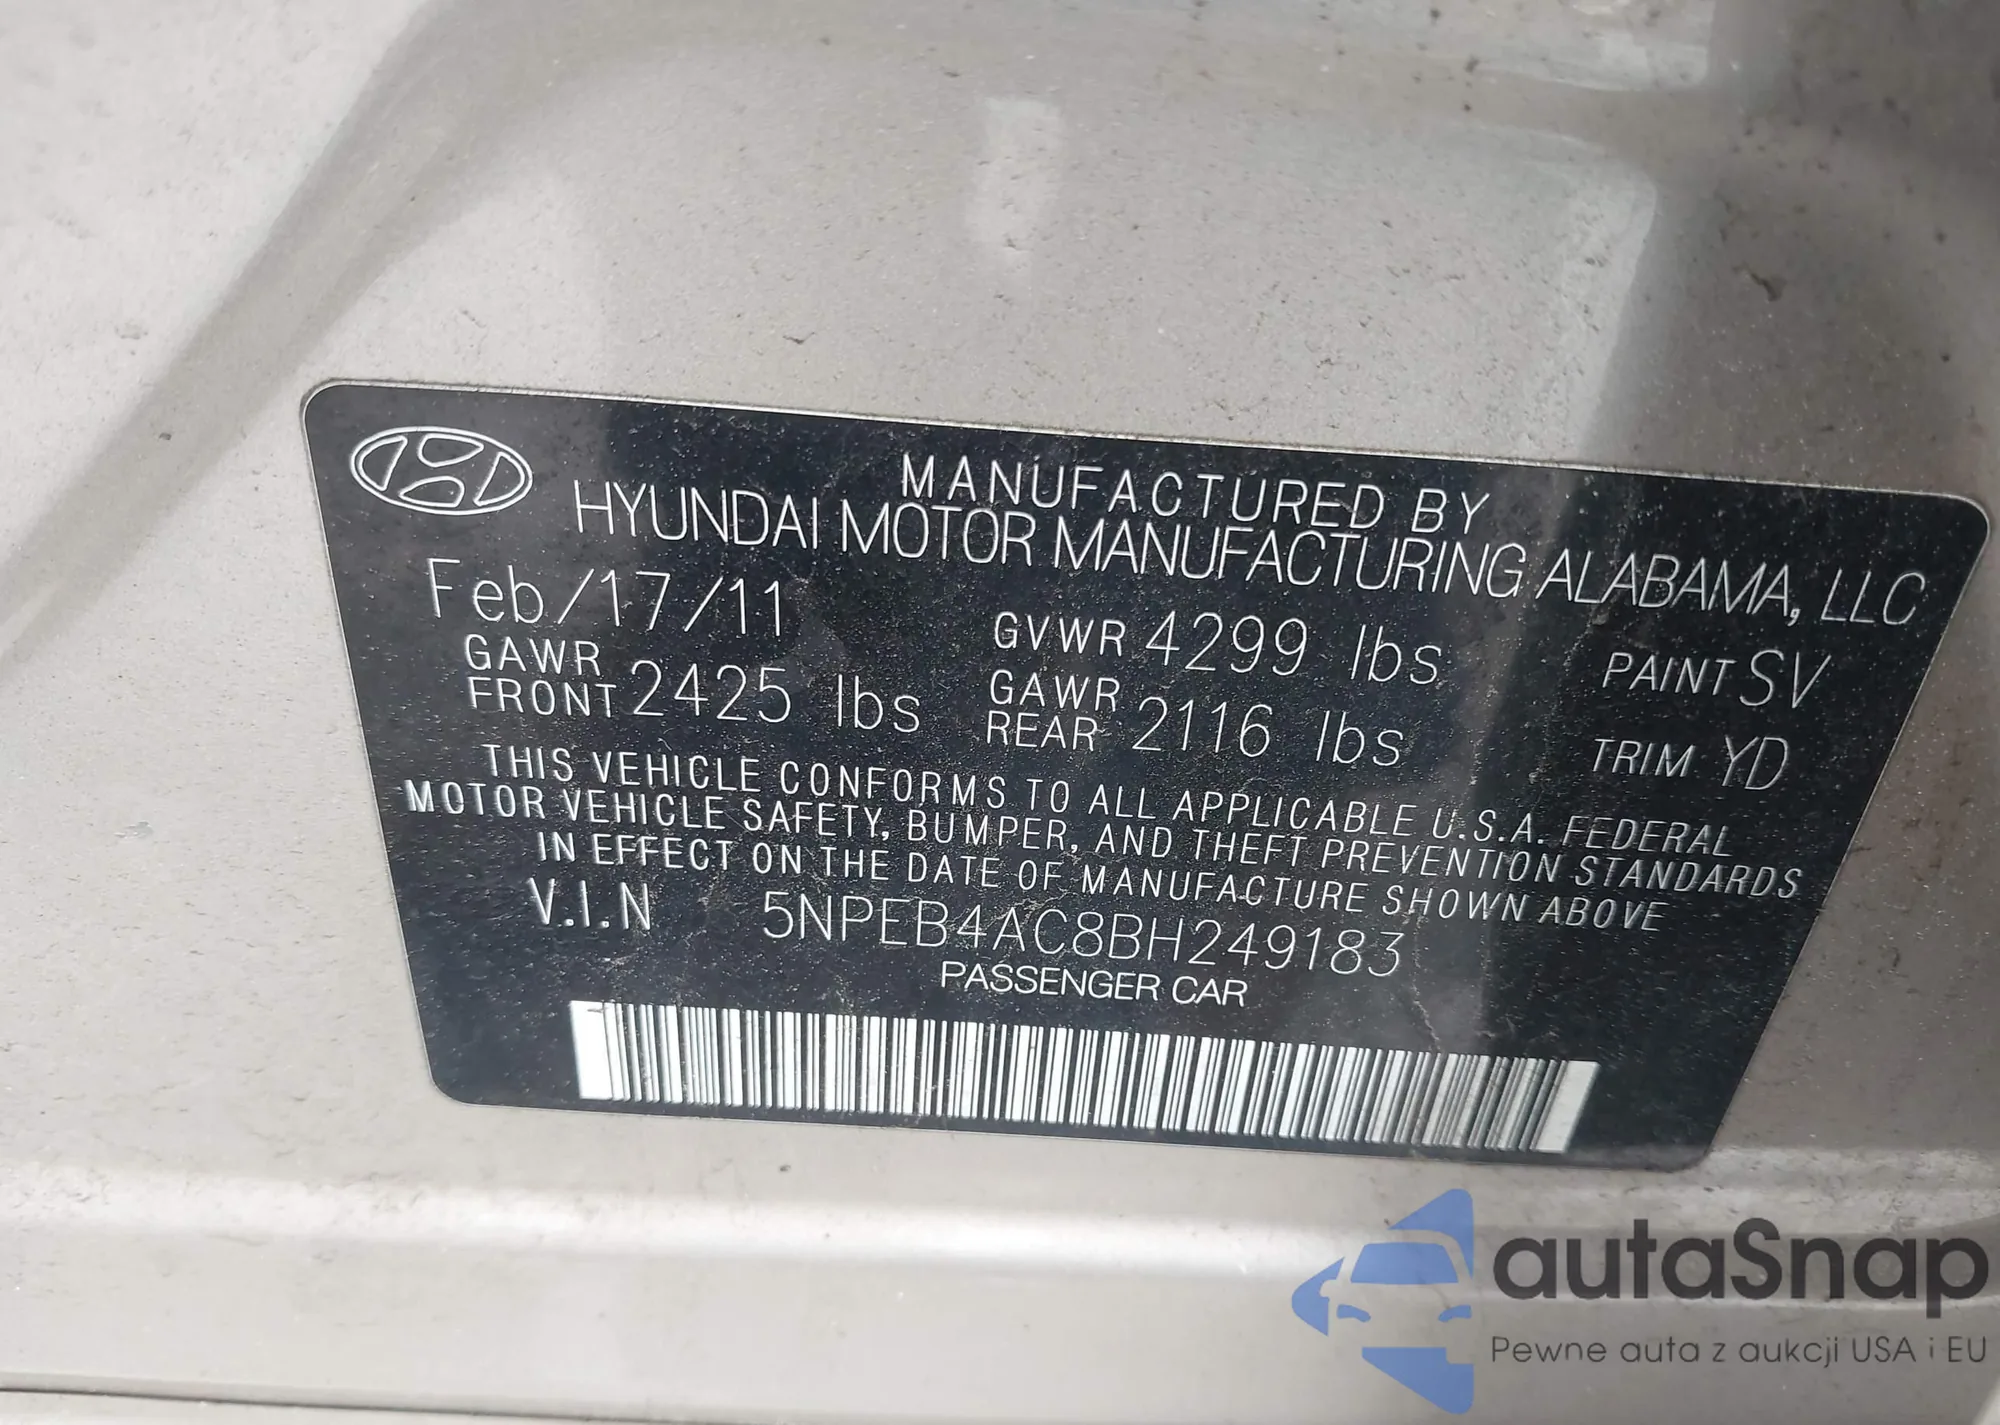 MANUFACTURED BY
HYUNDAI MOTOR MANUFACTURING ALABAMA, LLC
Feb/17/11 GVWR 4299 lbs PAINT SV
GAWR FRONT 2425 lbs GAWR REAR 2116 lbs TRIM YD
THIS VEHICLE CONFORMS TO ALL APPLICABLE U.S.A. FEDERAL
MOTOR VEHICLE SAFETY, BUMPER, AND THEFT PREVENTION STANDARDS
IN EFFECT ON THE DATE OF MANUFACTURE SHOWN ABOVE
V.I.N 5NPEB4AC8BH249183
PASSENGER CAR
autaSnap
Pewne auta z aukcji USA i EU